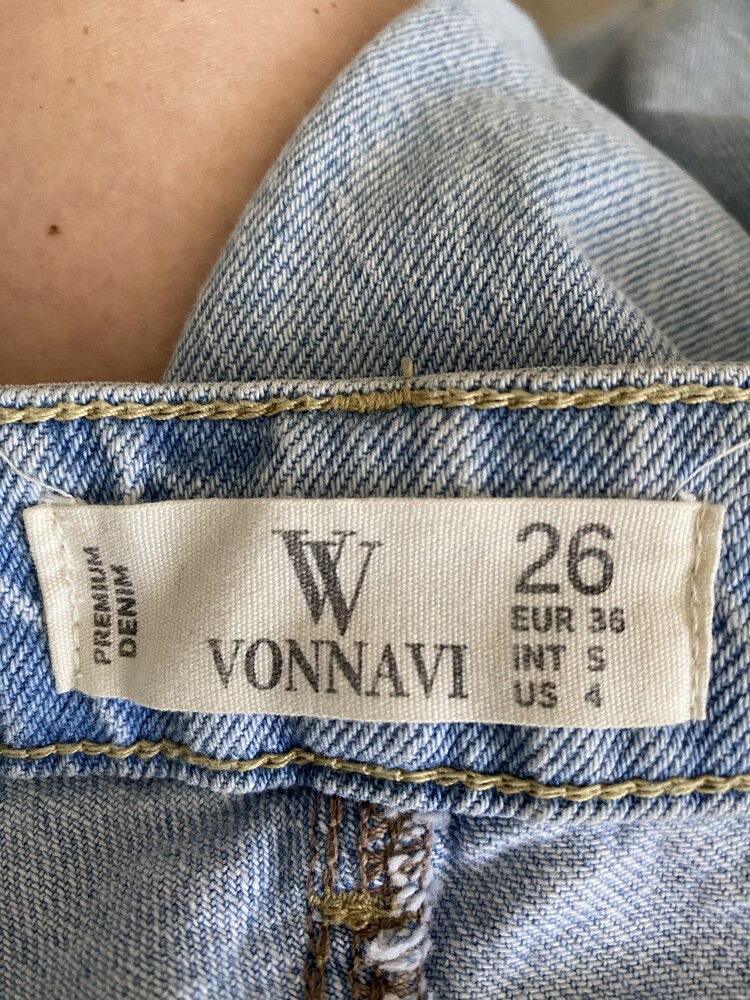 PREMIUM
DENIM
VV
VONNAVI
26
EUR 36
INT S
US 4